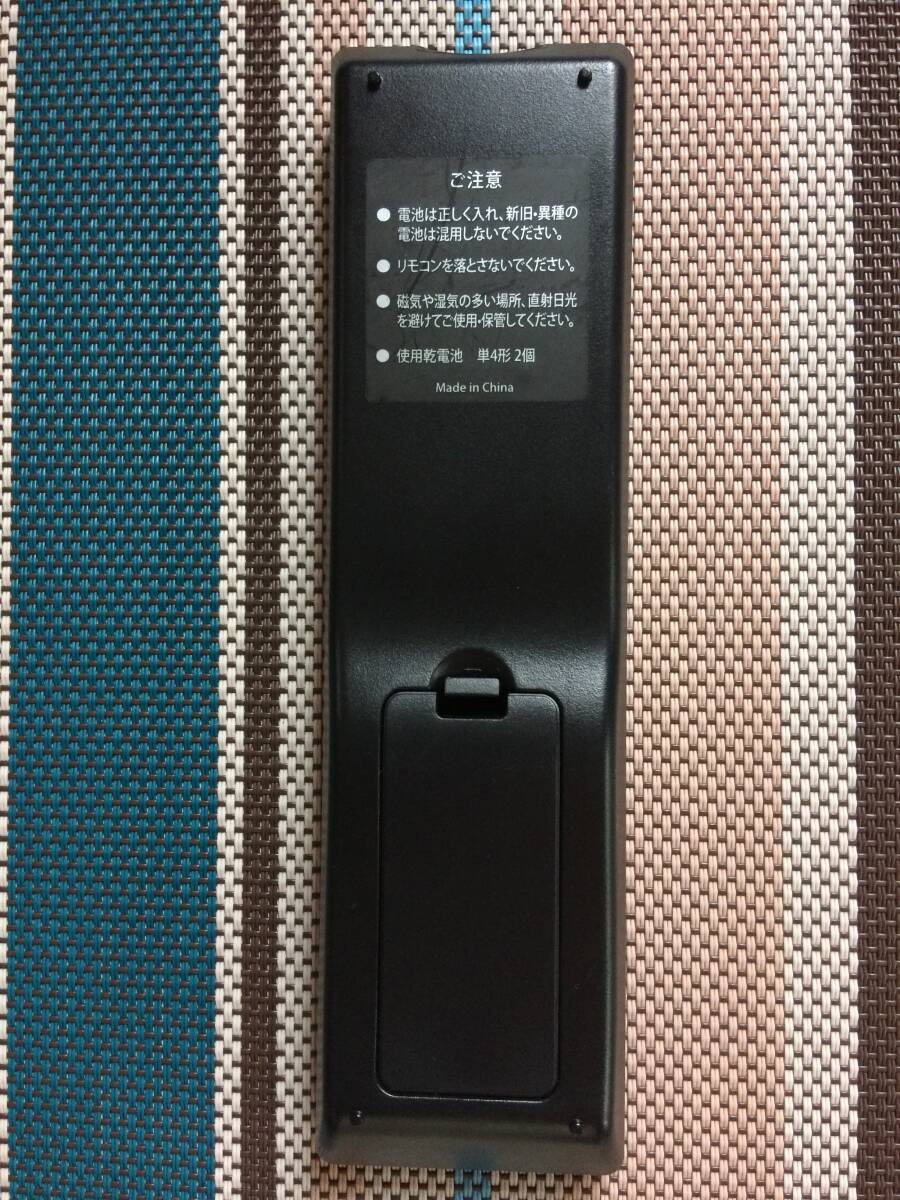 ご注意
● 電池は正しく入れ、新旧・異種の
電池は混用しないでください。
● リモコンを落とさないでください。
● 磁気や湿気の多い場所、直射日光
を避けてご使用・保管してください。
● 使用乾電池 単4形 2個
Made in China